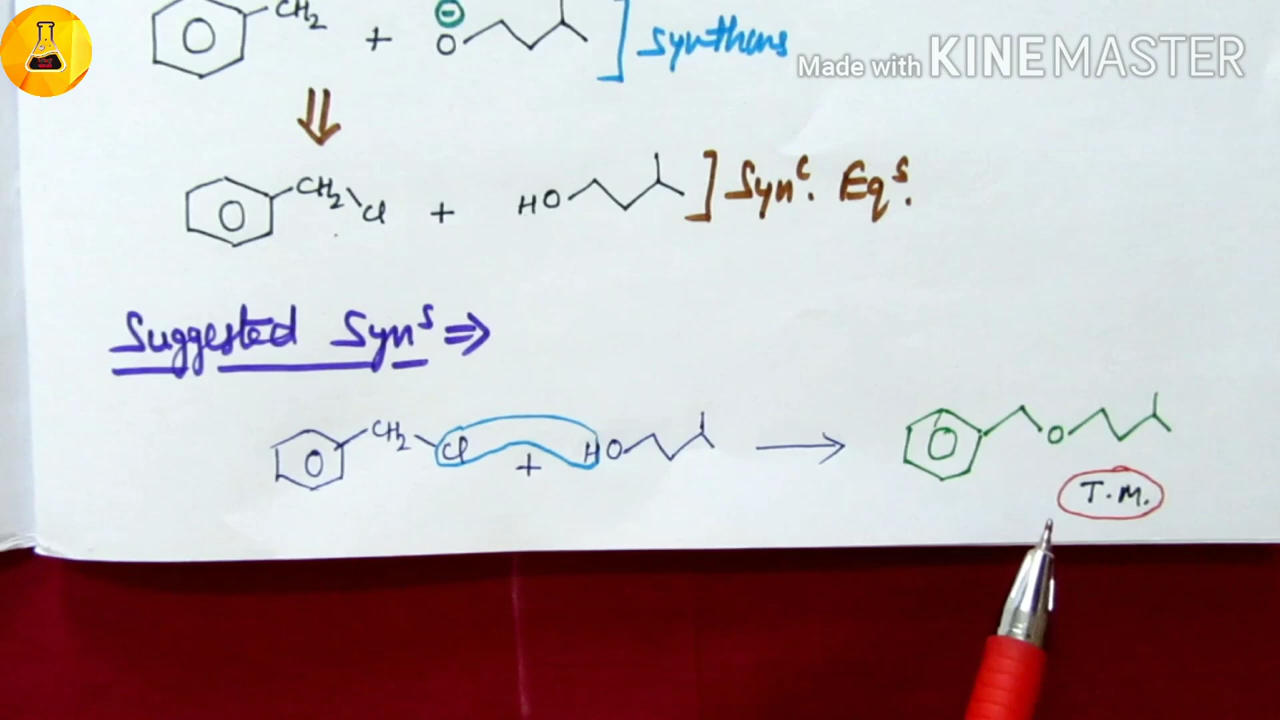 CH2 + O ⊖ ] Synthons
Made with KINEMASTER
⇓
CH2 Cl + HO ] Synᶜ. Eqˢ.
Suggested Synˢ ⇒
CH2 Cl + HO → O
T.M.